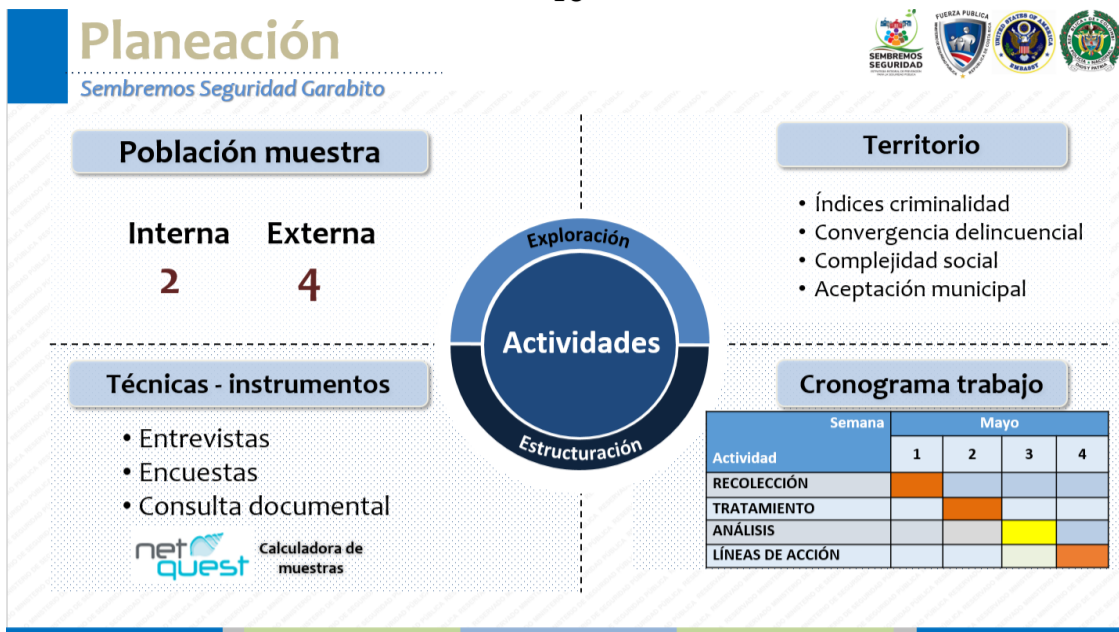 Planeación
Sembremos Seguridad Garabito
SEMBREMOS
SEGURIDAD
FUERZA PUBLICA
UNITED STATES OF AMERICA
EMBASSY
Población muestra
Interna Externa
2 4
Territorio
• Índices criminalidad
• Convergencia delincuencial
• Complejidad social
• Aceptación municipal
Exploración
Actividades
Estructuración
Técnicas - instrumentos
• Entrevistas
• Encuestas
• Consulta documental
net quest
Calculadora de
muestras
Cronograma trabajo
Semana Mayo
Actividad 1 2 3 4
RECOLECCIÓN
TRATAMIENTO
ANÁLISIS
LÍNEAS DE ACCIÓN